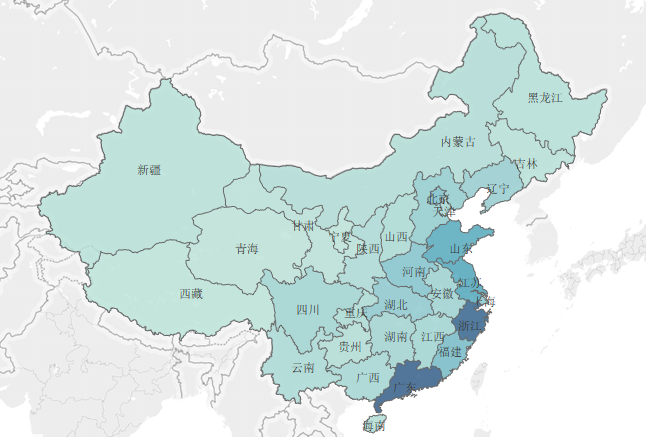 黑龙江
内蒙古
吉林
新疆
辽宁
北京
天津
甘肃
宁夏
山西
青海
陕西
山东
河南
江苏
西藏
安徽
上海
四川
湖北
重庆
浙江
湖南
江西
贵州
福建
云南
广西
广东
海南